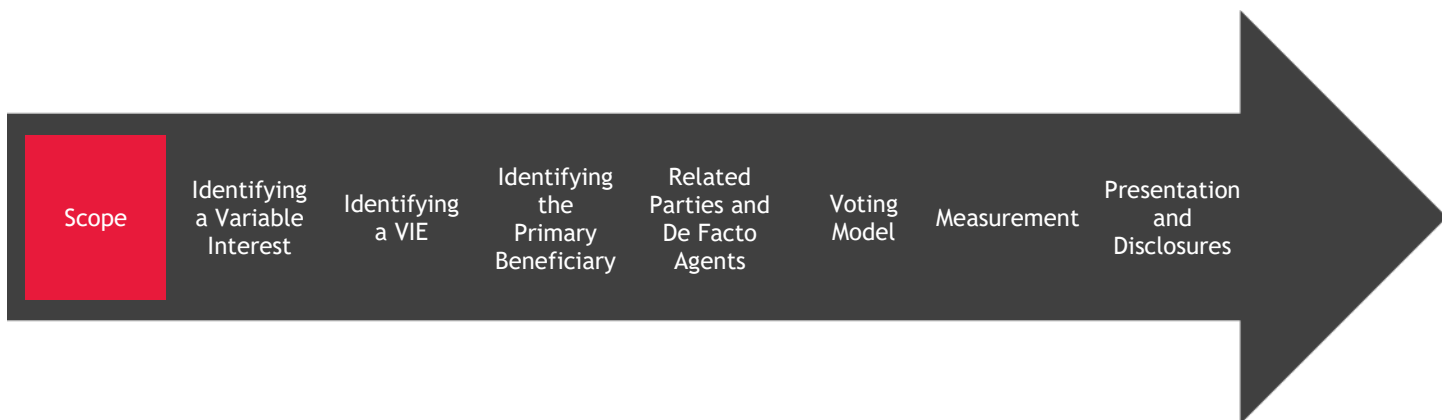 Scope
Identifying
a Variable
Interest
Identifying
a VIE
Identifying
the
Primary
Beneficiary
Related
Parties and
De Facto
Agents
Voting
Model
Measurement
Presentation
and
Disclosures